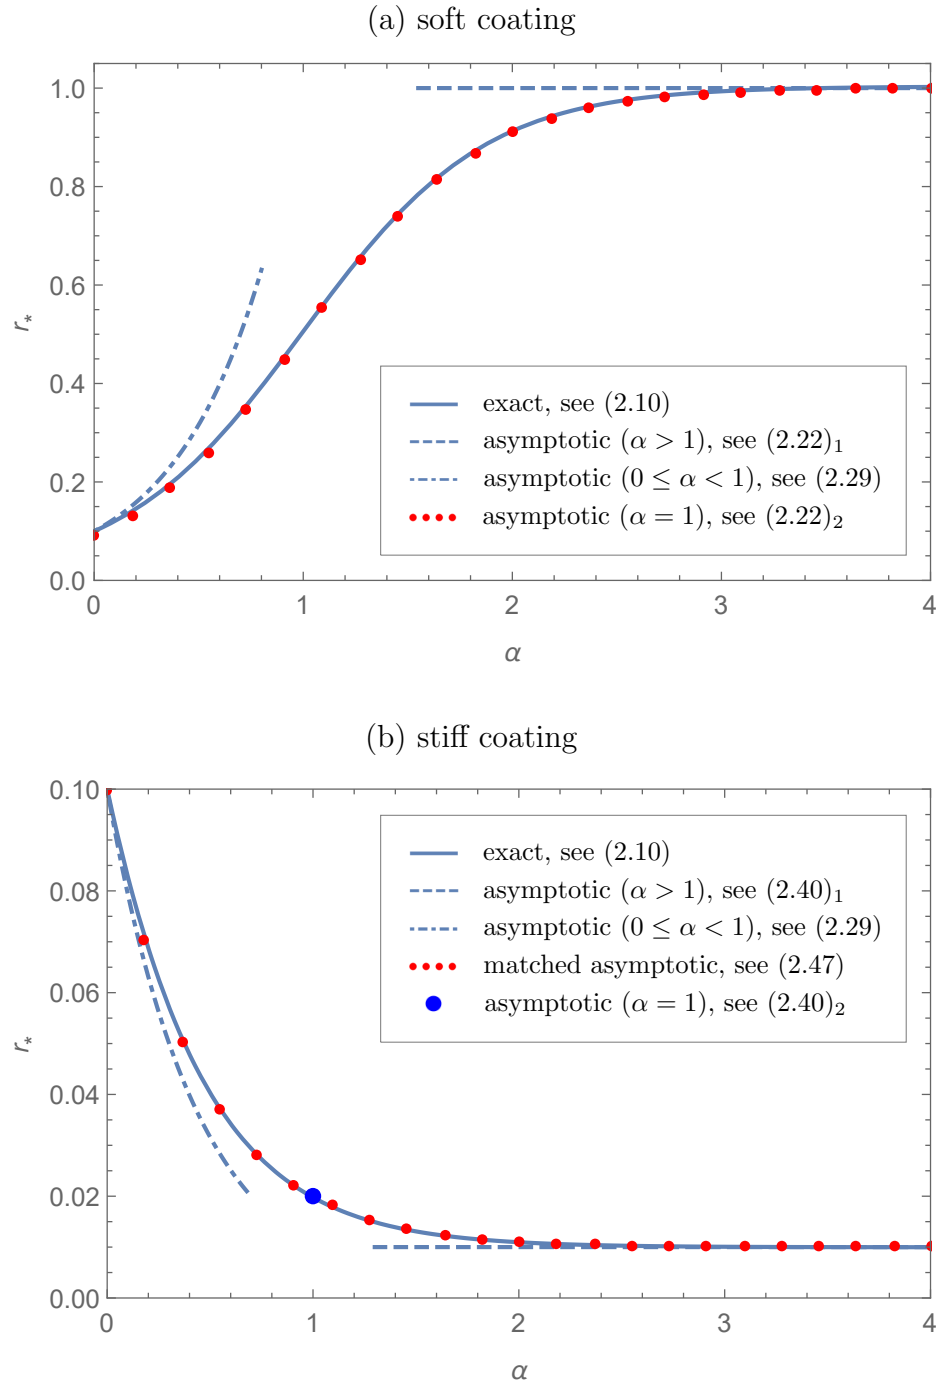 (a) soft coating
1.0
0.8
0.6
0.4
0.2
0.0
r*
exact, see (2.10)
asymptotic (α > 1), see (2.22)₁
asymptotic (0 ≤ α < 1), see (2.29)
asymptotic (α = 1), see (2.22)₂
0 1 2 3 4
α
(b) stiff coating
0.10
0.08
0.06
0.04
0.02
0.00
r*
exact, see (2.10)
asymptotic (α > 1), see (2.40)₁
asymptotic (0 ≤ α < 1), see (2.29)
matched asymptotic, see (2.47)
asymptotic (α = 1), see (2.40)₂
0 1 2 3 4
α